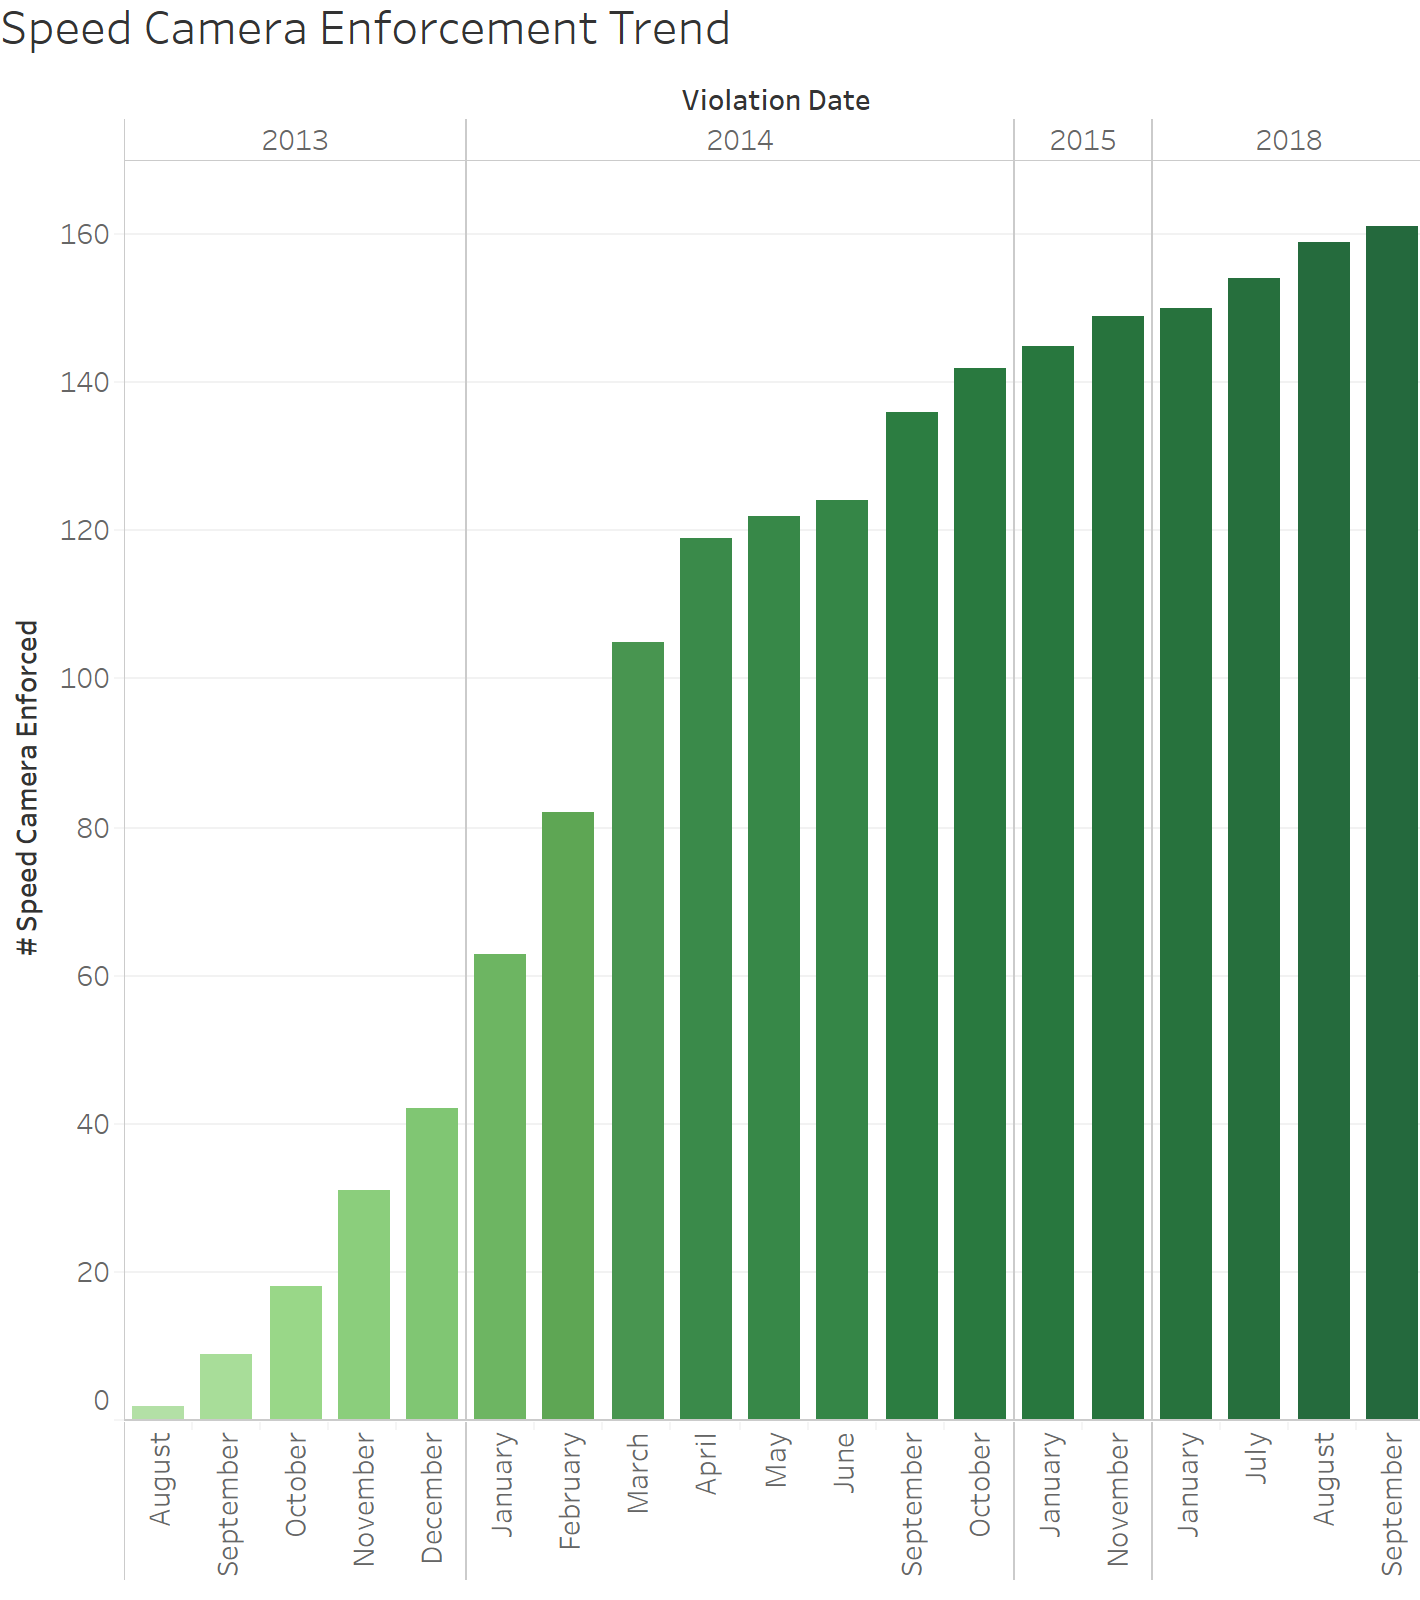 Speed Camera Enforcement Trend
Violation Date
2013 2014 2015 2018
# Speed Camera Enforced
160
140
120
100
80
60
40
20
0
August September October November December January February March April May June September October January November January July August September